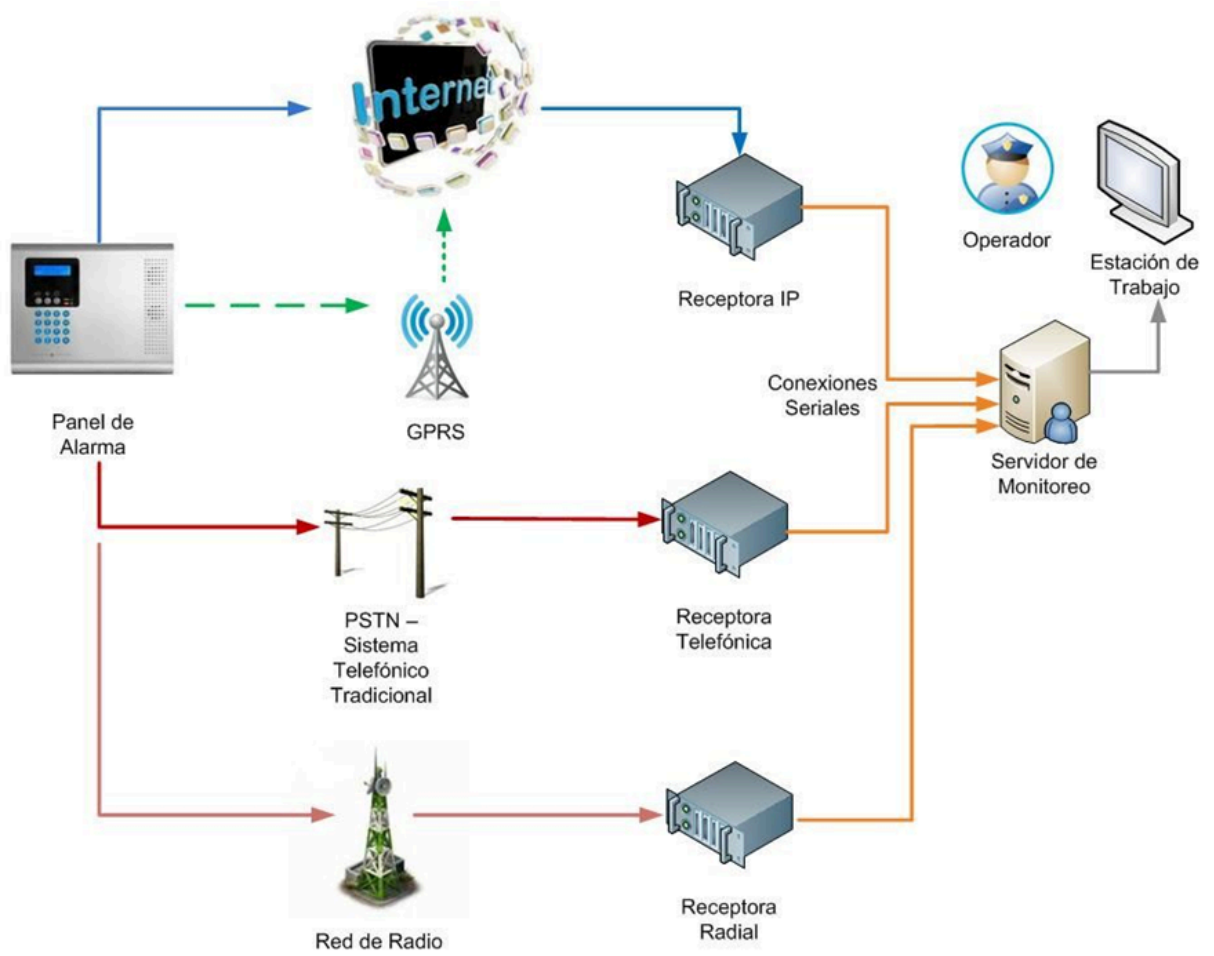 Internet
Operador
Estación de
Trabajo
Receptora IP
Conexiones
Seriales
Panel de
Alarma
GPRS
Servidor de
Monitoreo
PSTN –
Sistema
Telefónico
Tradicional
Receptora
Telefónica
Red de Radio
Receptora
Radial